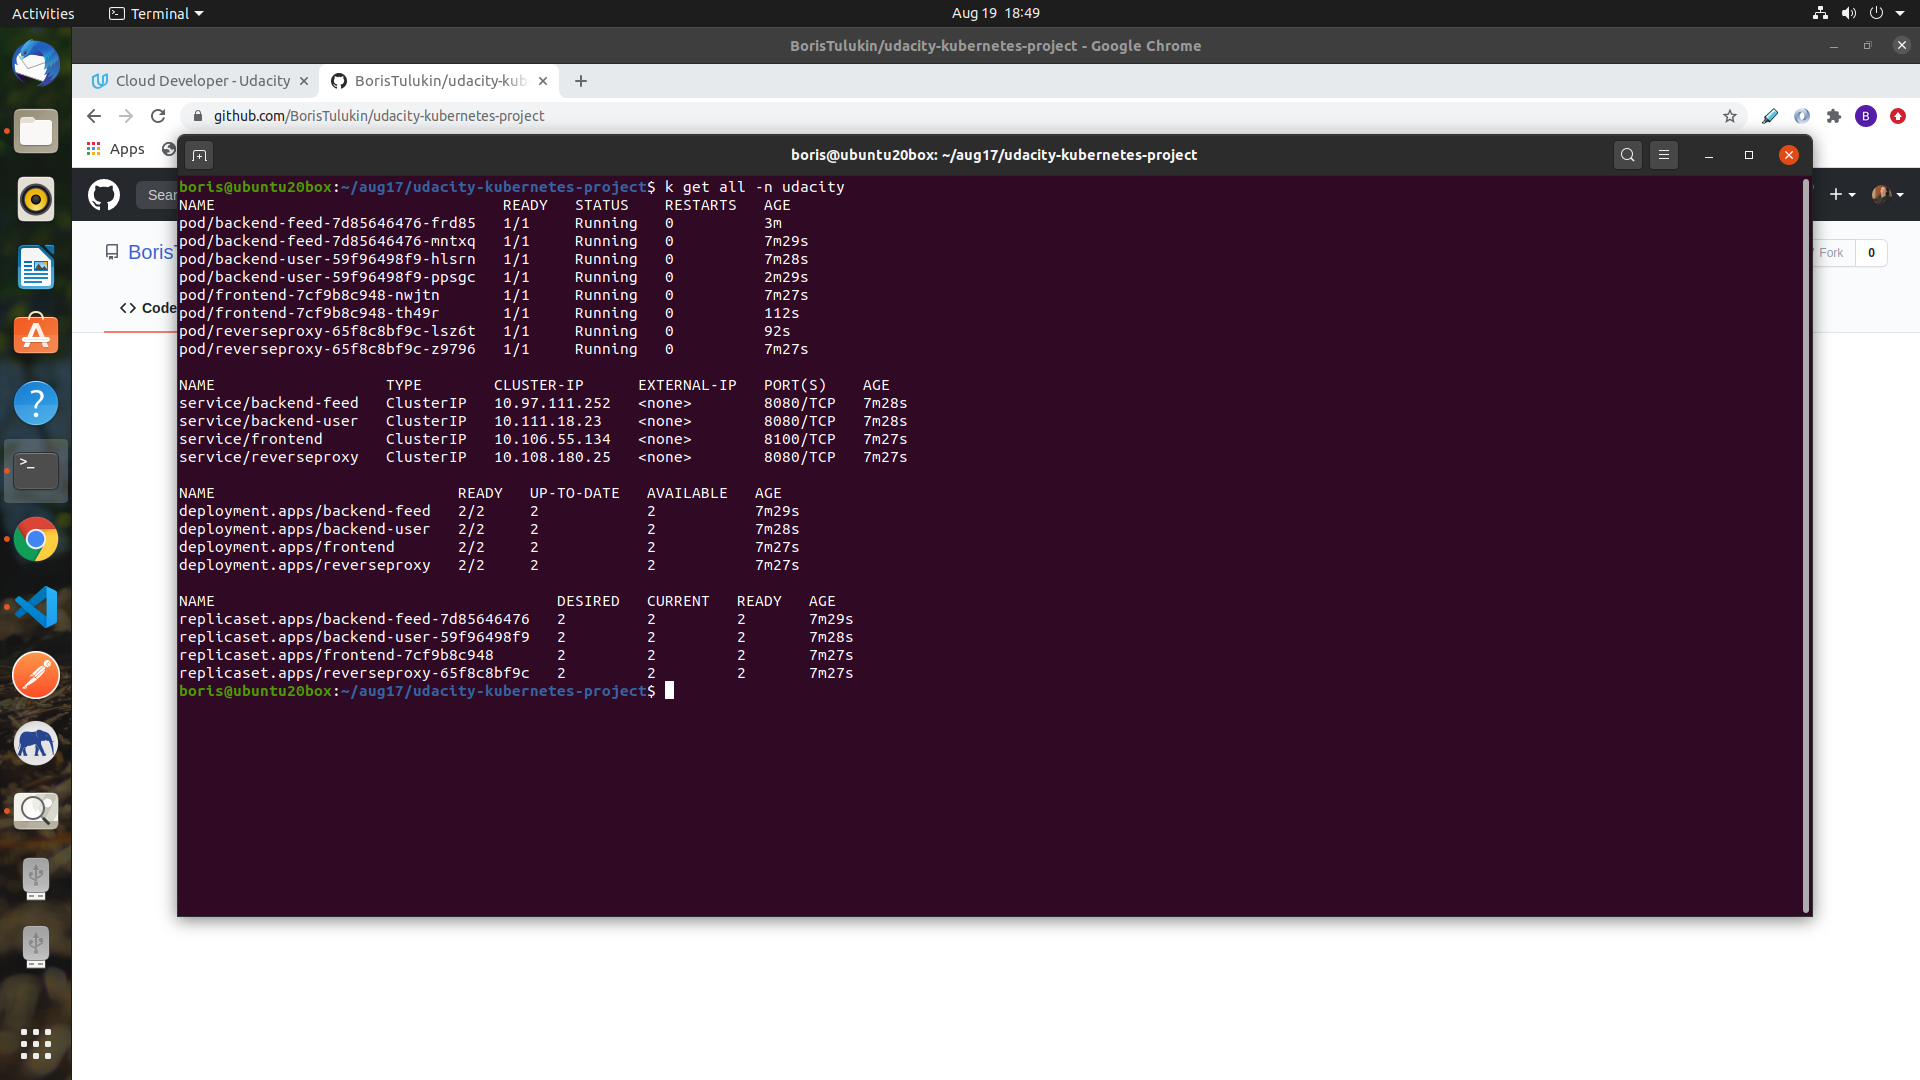 Activities
Terminal
Aug 19 18:49
BorisTulukin/udacity-kubernetes-project - Google Chrome
Cloud Developer - Udacity
BorisTulukin/udacity-kub
github.com/BorisTulukin/udacity-kubernetes-project
B
Apps
boris@ubuntu20box: ~/aug17/udacity-kubernetes-project
Sear
Boris
Fork
0
Code
boris@ubuntu20box:~/aug17/udacity-kubernetes-project$ k get all -n udacity
NAME READY STATUS RESTARTS AGE
pod/backend-feed-7d85646476-frd85 1/1 Running 0 3m
pod/backend-feed-7d85646476-mntxq 1/1 Running 0 7m29s
pod/backend-user-59f96498f9-hlsrn 1/1 Running 0 7m28s
pod/backend-user-59f96498f9-ppsgc 1/1 Running 0 2m29s
pod/frontend-7cf9b8c948-nwjtn 1/1 Running 0 7m27s
pod/frontend-7cf9b8c948-th49r 1/1 Running 0 112s
pod/reverseproxy-65f8c8bf9c-lsz6t 1/1 Running 0 92s
pod/reverseproxy-65f8c8bf9c-z9796 1/1 Running 0 7m27s
NAME TYPE CLUSTER-IP EXTERNAL-IP PORT(S) AGE
service/backend-feed ClusterIP 10.97.111.252 <none> 8080/TCP 7m28s
service/backend-user ClusterIP 10.111.18.23 <none> 8080/TCP 7m28s
service/frontend ClusterIP 10.106.55.134 <none> 8100/TCP 7m27s
service/reverseproxy ClusterIP 10.108.180.25 <none> 8080/TCP 7m27s
NAME READY UP-TO-DATE AVAILABLE AGE
deployment.apps/backend-feed 2/2 2 2 7m29s
deployment.apps/backend-user 2/2 2 2 7m28s
deployment.apps/frontend 2/2 2 2 7m27s
deployment.apps/reverseproxy 2/2 2 2 7m27s
NAME DESIRED CURRENT READY AGE
replicaset.apps/backend-feed-7d85646476 2 2 2 7m29s
replicaset.apps/backend-user-59f96498f9 2 2 2 7m28s
replicaset.apps/frontend-7cf9b8c948 2 2 2 7m27s
replicaset.apps/reverseproxy-65f8c8bf9c 2 2 2 7m27s
boris@ubuntu20box:~/aug17/udacity-kubernetes-project$